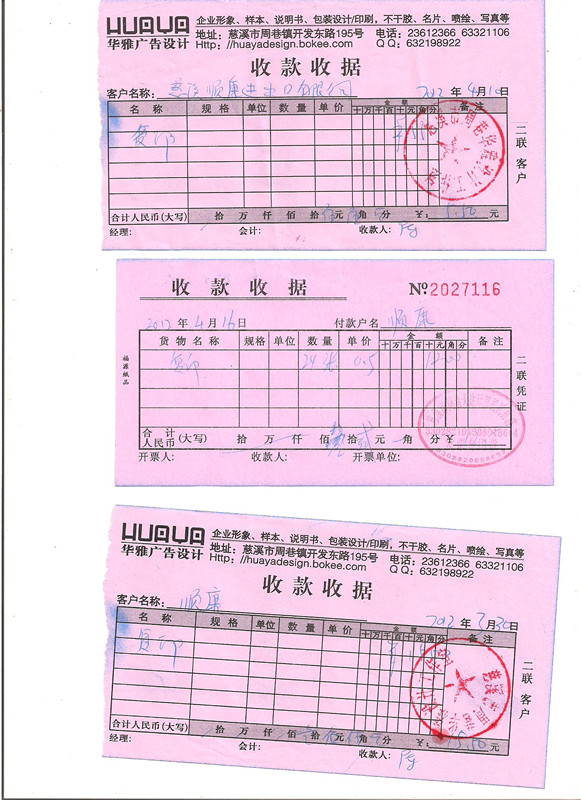 HUAYA 企业形象、样本、说明书、包装设计/印刷，不干胶、名片、喷绘、写真等
华雅广告设计 地址：慈溪市周巷镇开发东路195号 电话：23612366 63321106
Http://huayadesign.bokee.com Q Q：632198922
收款收据
客户名称： 顺康进出口有限公司 2012年4月10日
名称 规格 单位 数量 单价 金额 备注
十万千百十元角分
复印
二联 客户
合计人民币(大写) 拾 万 仟 佰 拾 元 角 分 ¥： 5.50 元
经理： 会计： 收款人：
收款收据 №2027116
2012年4月16日 付款户名 顺康
货物名称 规格 单位 数量 单价 金额 备注
十万千百十元角分
复印 24 张 0.5 12.00
福源纸品
二联 凭证
合计人民币(大写) 拾 万 仟 佰 拾 贰 元 角 分 ¥
开票人： 收款人： 开票单位：
HUAYA 企业形象、样本、说明书、包装设计/印刷，不干胶、名片、喷绘、写真等
华雅广告设计 地址：慈溪市周巷镇开发东路195号 电话：23612366 63321106
Http://huayadesign.bokee.com Q Q：632198922
收款收据
客户名称： 顺康 2012年3月30日
名称 规格 单位 数量 单价 金额 备注
十万千百十元角分
复印
二联 客户
合计人民币(大写) 拾 万 仟 佰 拾 元 角 分 ¥： 15.50 元
经理： 会计： 收款人：